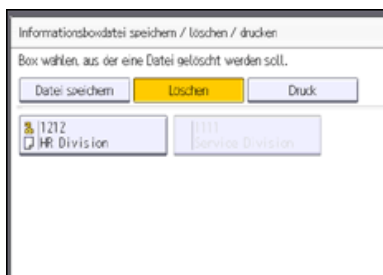 Informationsboxdatei speichern / löschen / drucken
Box wählen, aus der eine Datei gelöscht werden soll.
Datei speichern Löschen Druck
1212 1111
HR Division Service Division